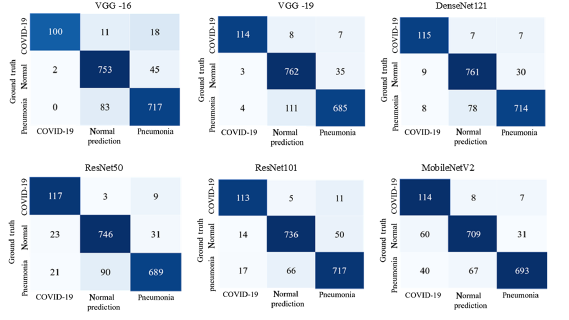 VGG -16
COVID-19 100 11 18
Normal 2 753 45
Pneumonia 0 83 717
Ground truth
COVID-19 Normal Pneumonia
prediction
VGG -19
COVID-19 114 8 7
Normal 3 762 35
Pneumonia 4 111 685
Ground truth
COVID-19 Normal Pneumonia
prediction
DenseNet121
COVID-19 115 7 7
Normal 9 761 30
Pneumonia 8 78 714
Ground truth
COVID-19 Normal Pneumonia
prediction
ResNet50
COVID-19 117 3 9
Normal 23 746 31
Pneumonia 21 90 689
Ground truth
COVID-19 Normal Pneumonia
prediction
ResNet101
COVID-19 113 5 11
Normal 14 736 50
pneumonia 17 66 717
Ground truth
COVID-19 Normal Pneumonia
prediction
MobileNetV2
COVID-19 114 8 7
Normal 60 709 31
Pneumonia 40 67 693
Ground truth
COVID-19 Normal Pneumonia
prediction